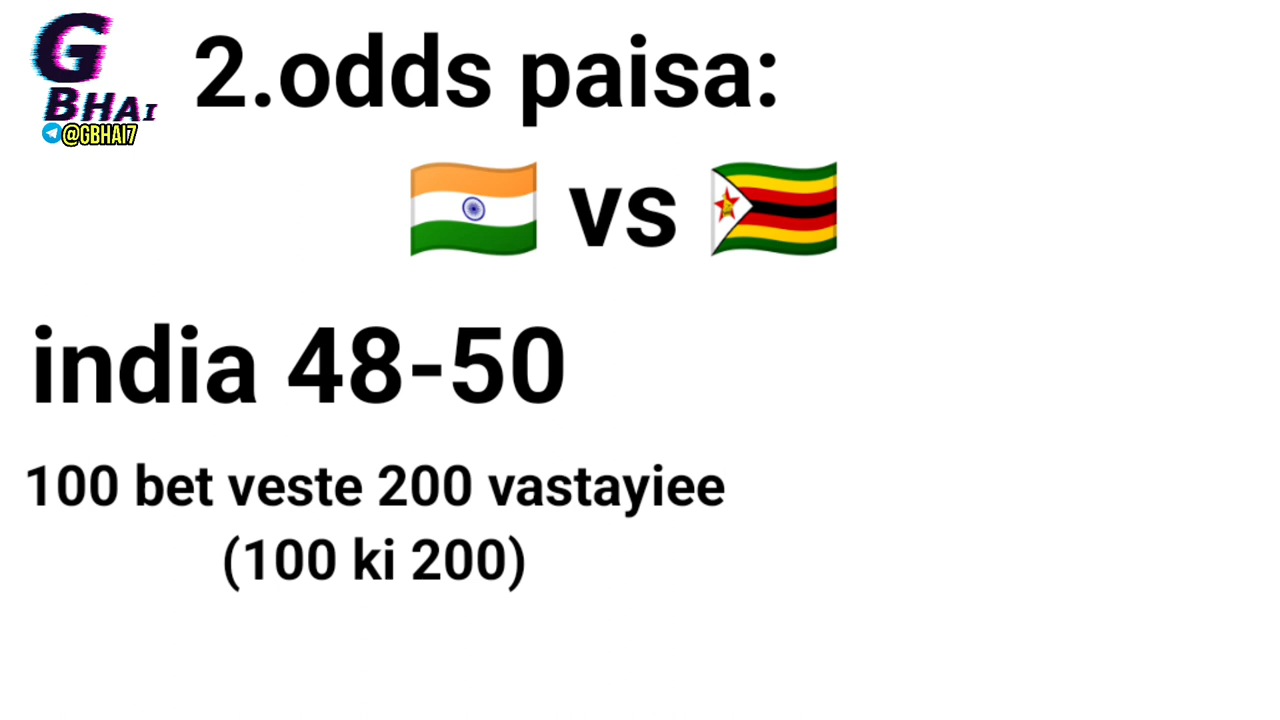 G
BHAI
@GBHAI7
2.odds paisa:
vs
india 48-50
100 bet veste 200 vastayiee
(100 ki 200)